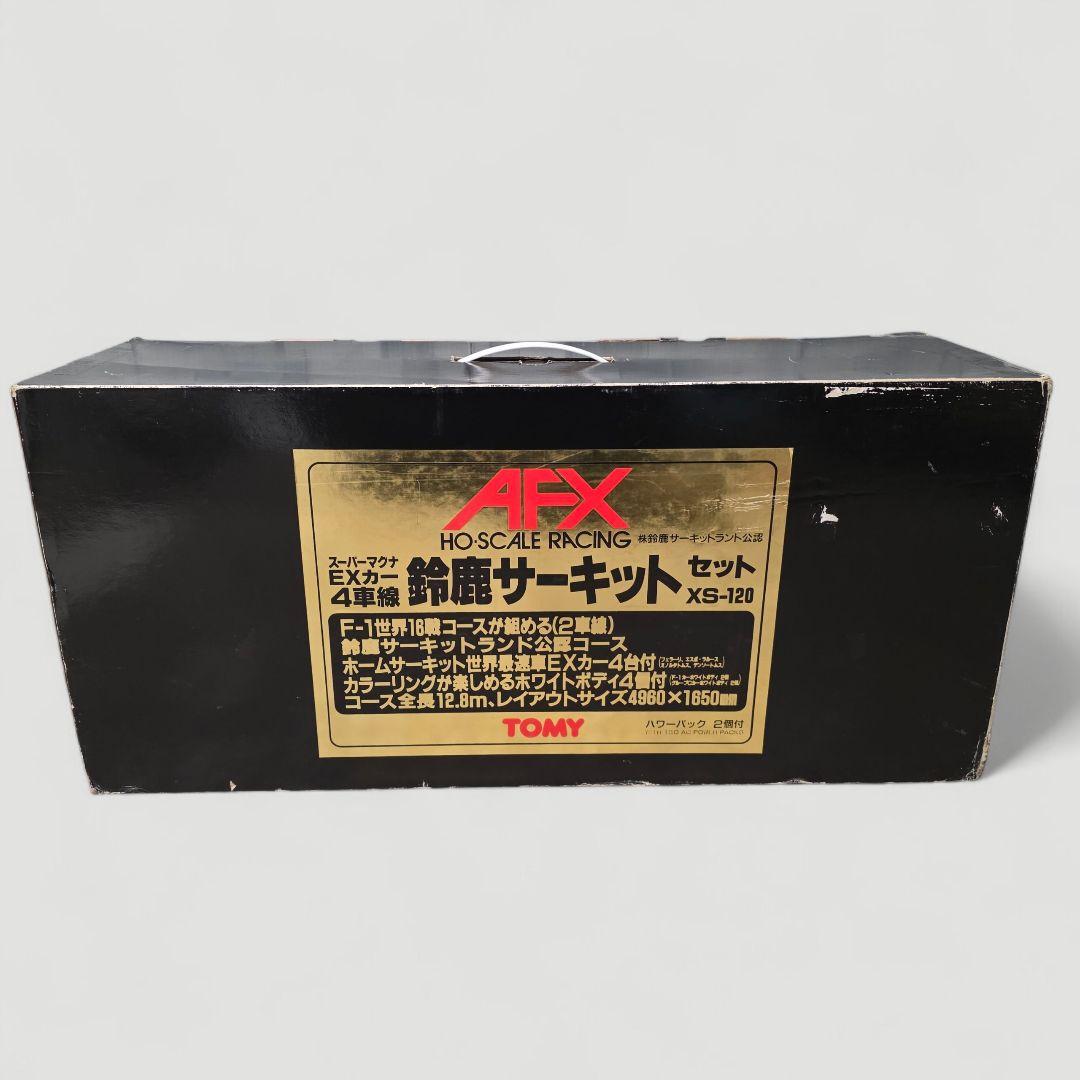 AFX
HO·SCALE RACING
株鈴鹿サーキットランド公認
スーパーマグナ
EXカー
4車線
鈴鹿サーキット
セット
XS-120
F-1世界16戦コースが組める(2車線)
鈴鹿サーキットランド公認コース
ホームサーキット世界最速車EXカー4台付
カラーリングが楽しめるホワイトボディ4個付
コース全長12.8m、レイアウトサイズ4960×1650mm
TOMY
パワーパック 2個付